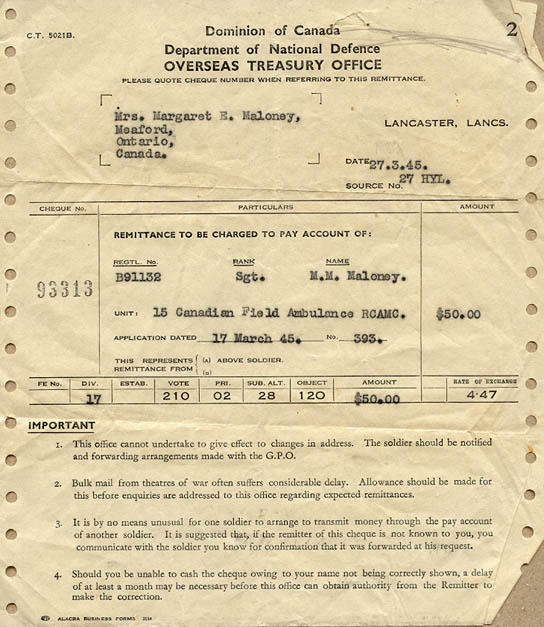 C.T. 5021B.
2
Dominion of Canada
Department of National Defence
OVERSEAS TREASURY OFFICE
PLEASE QUOTE CHEQUE NUMBER WHEN REFERRING TO THIS REMITTANCE.
Mrs. Margaret E. Maloney,
Meaford,
Ontario,
Canada.
LANCASTER, LANCS.
DATE 27.3.45.
SOURCE NO. 27 HYL.
CHEQUE No. PARTICULARS AMOUNT
REMITTANCE TO BE CHARGED TO PAY ACCOUNT OF:
REGTL. No. RANK NAME
B91132 Sgt. M.M. Maloney.
93313
UNIT: 15 Canadian Field Ambulance RCAMC. $50.00
APPLICATION DATED 17 March 45. No. 393.
THIS REPRESENTS (A) ABOVE SOLDIER.
REMITTANCE FROM
FE No. DIV. ESTAB. VOTE PRI. SUB. ALT. OBJECT AMOUNT RATE OF EXCHANGE
17 210 02 28 120 $50.00 4·47
IMPORTANT
1. This office cannot undertake to give effect to changes in address. The soldier should be notified
and forwarding arrangements made with the G.P.O.
2. Bulk mail from theatres of war often suffers considerable delay. Allowance should be made for
this before enquiries are addressed to this office regarding expected remittances.
3. It is by no means unusual for one soldier to arrange to transmit money through the pay account
of another soldier. It is suggested that, if the remitter of this cheque is not known to you, you
communicate with the soldier you know for confirmation that it was forwarded at his request.
4. Should you be unable to cash the cheque owing to your name not being correctly shown, a delay
of at least a month may be necessary before this office can obtain authority from the Remitter to
make the correction.
ALACRA BUSINESS FORMS